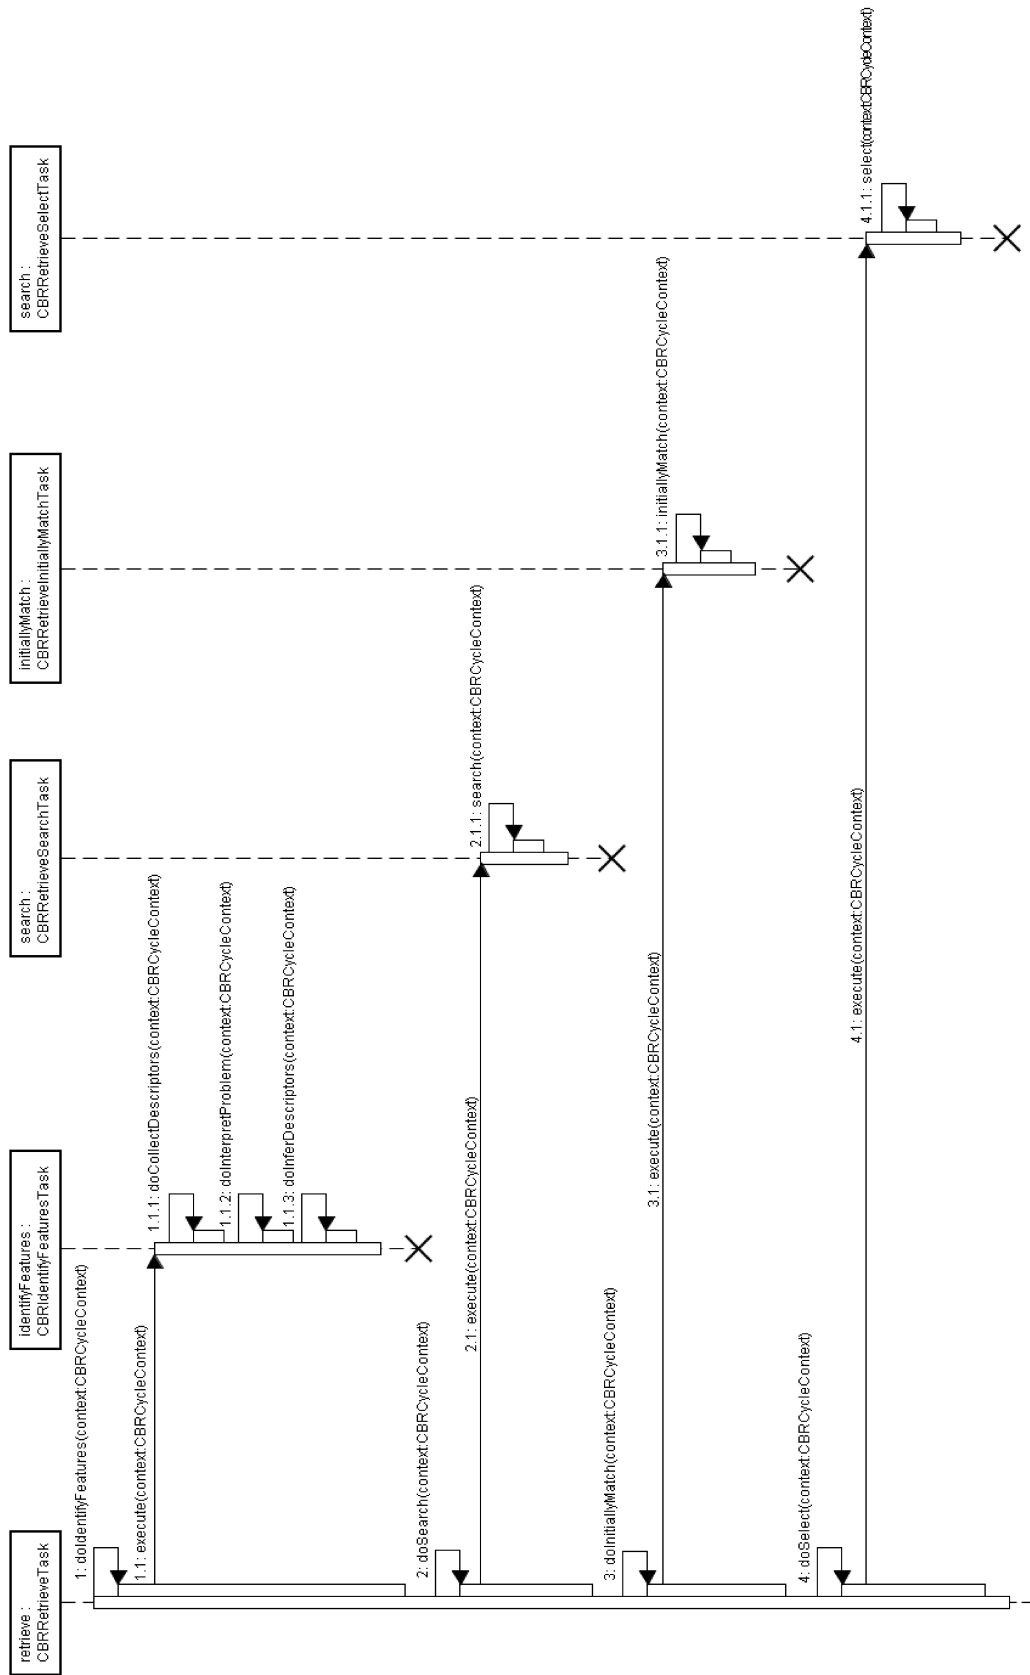 retrieve :
CBRRetrieveTask
identifyFeatures :
CBRIdentifyFeaturesTask
search :
CBRRetrieveSearchTask
initiallyMatch :
CBRRetrieveInitiallyMatchTask
search :
CBRRetrieveSelectTask
1: doIdentifyFeatures(context:CBRCycleContext)
1.1: execute(context:CBRCycleContext)
1.1.1: doCollectDescriptors(context:CBRCycleContext)
1.1.2: doInterpretProblem(context:CBRCycleContext)
1.1.3: doInferDescriptors(context:CBRCycleContext)
2: doSearch(context:CBRCycleContext)
2.1: execute(context:CBRCycleContext)
2.1.1: search(context:CBRCycleContext)
3: doInitiallyMatch(context:CBRCycleContext)
3.1: execute(context:CBRCycleContext)
3.1.1: initiallyMatch(context:CBRCycleContext)
4: doSelect(context:CBRCycleContext)
4.1: execute(context:CBRCycleContext)
4.1.1: select(context:CBRCycleContext)